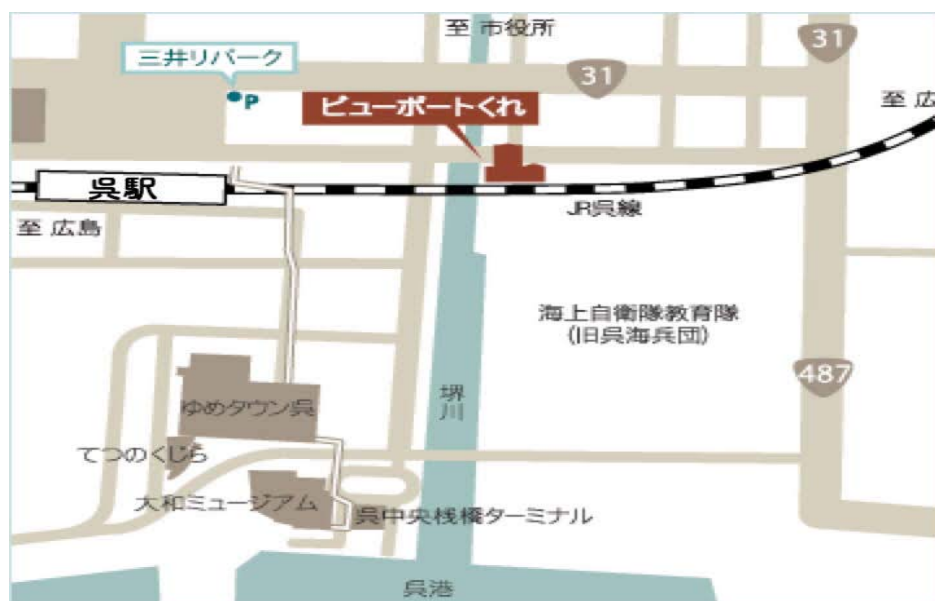 至 市役所
31
三井リパーク
31
P
至 広
ビューポートくれ
呉駅
JR呉線
至 広島
海上自衛隊教育隊
(旧呉海兵団)
487
堺川
ゆめタウン呉
てつのくじら
大和ミュージアム
呉中央桟橋ターミナル
呉港